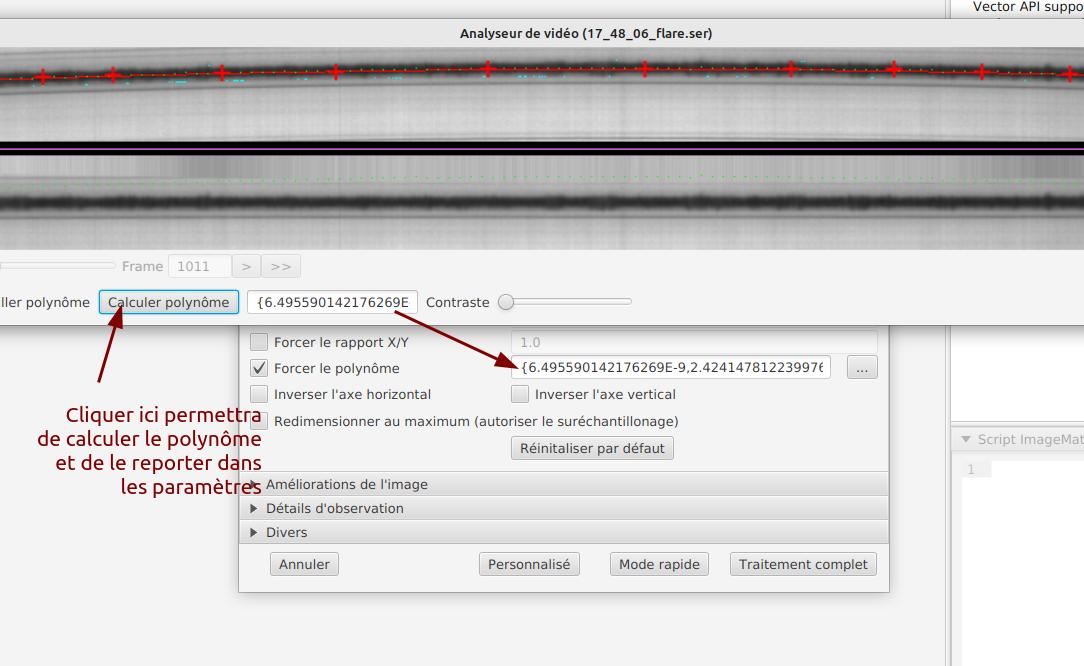 Vector API suppo
Analyseur de vidéo (17_48_06_flare.ser)
Frame 1011 > >>
ller polynôme Calculer polynôme {6.495590142176269E Contraste
Forcer le rapport X/Y 1.0
Forcer le polynôme {6.495590142176269E-9,2.424147812239976 ...
Inverser l'axe horizontal Inverser l'axe vertical
Redimensionner au maximum (autoriser le suréchantillonage)
Réinitaliser par défaut
Cliquer ici permettra
de calculer le polynôme
et de le reporter dans
les paramètres
Script ImageMat
1
Améliorations de l'image
Détails d'observation
Divers
Annuler Personnalisé Mode rapide Traitement complet